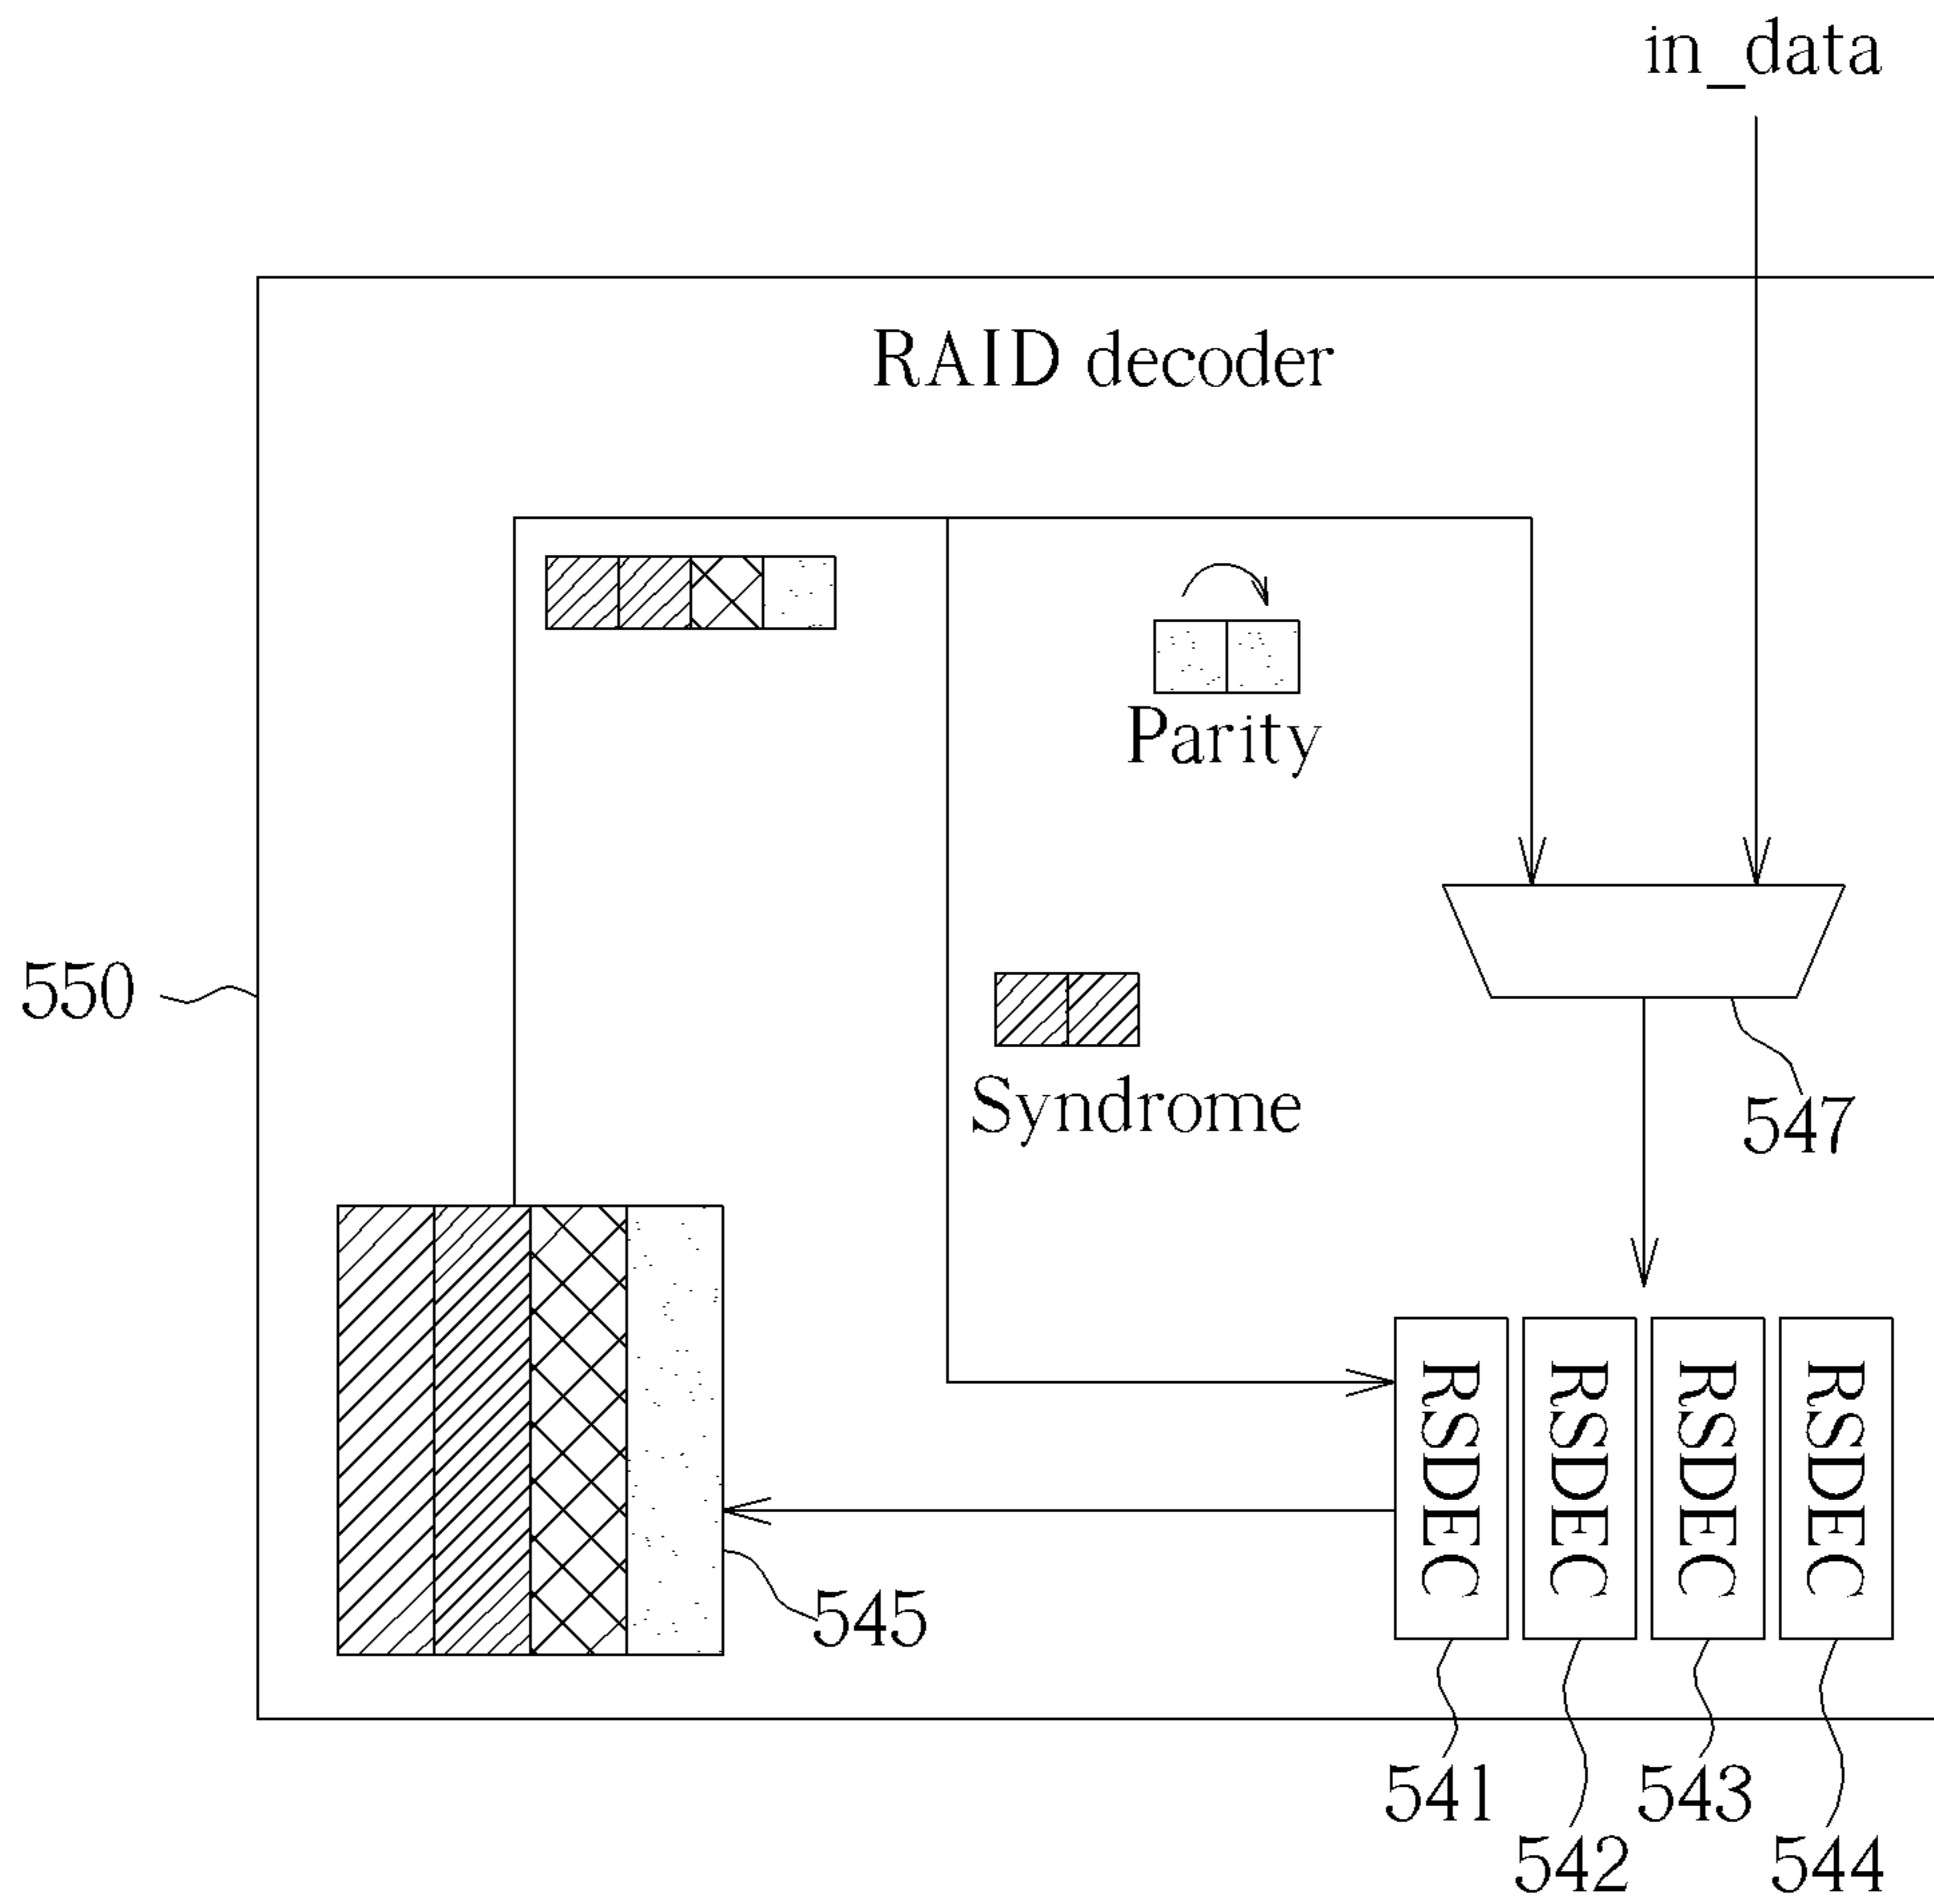 in_data
RAID decoder
Parity
550
Syndrome
547
RSDEC
RSDEC
RSDEC
RSDEC
545
541
543
542
544